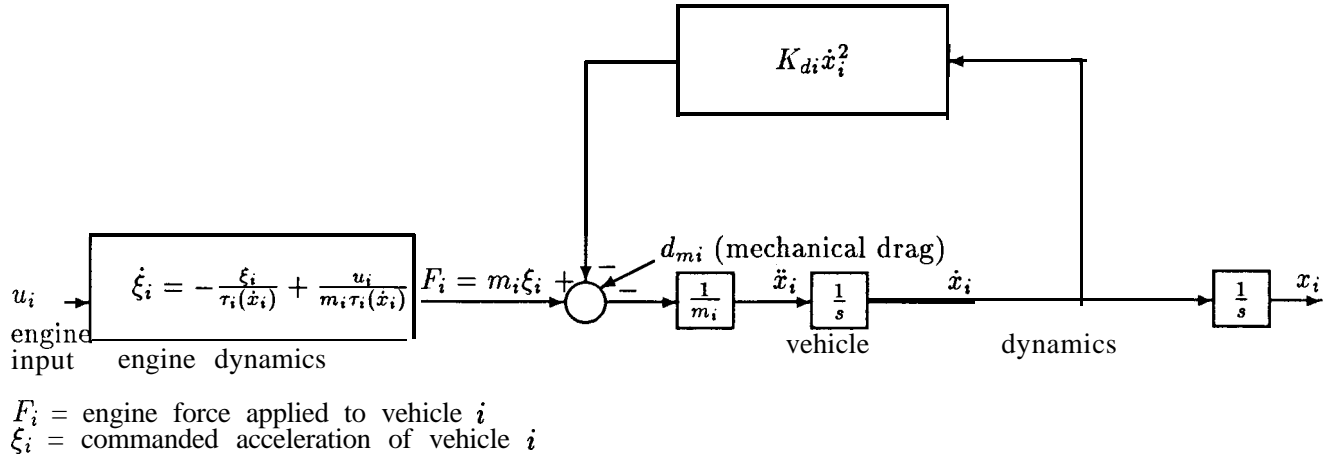 $K_{di}\dot{x}_i^2$
$d_{mi}$ (mechanical drag)
$u_i$
engine
input
$\dot{\xi}_i = -\frac{\xi_i}{\tau_i(\dot{x}_i)} + \frac{u_i}{m_i\tau_i(\dot{x}_i)}$
engine dynamics
$F_i = m_i\xi_i$
+
−
−
$\frac{1}{m_i}$
$\ddot{x}_i$
$\frac{1}{s}$
$\dot{x}_i$
$\frac{1}{s}$
$x_i$
vehicle dynamics
$F_i$ = engine force applied to vehicle $i$
$\xi_i$ = commanded acceleration of vehicle $i$